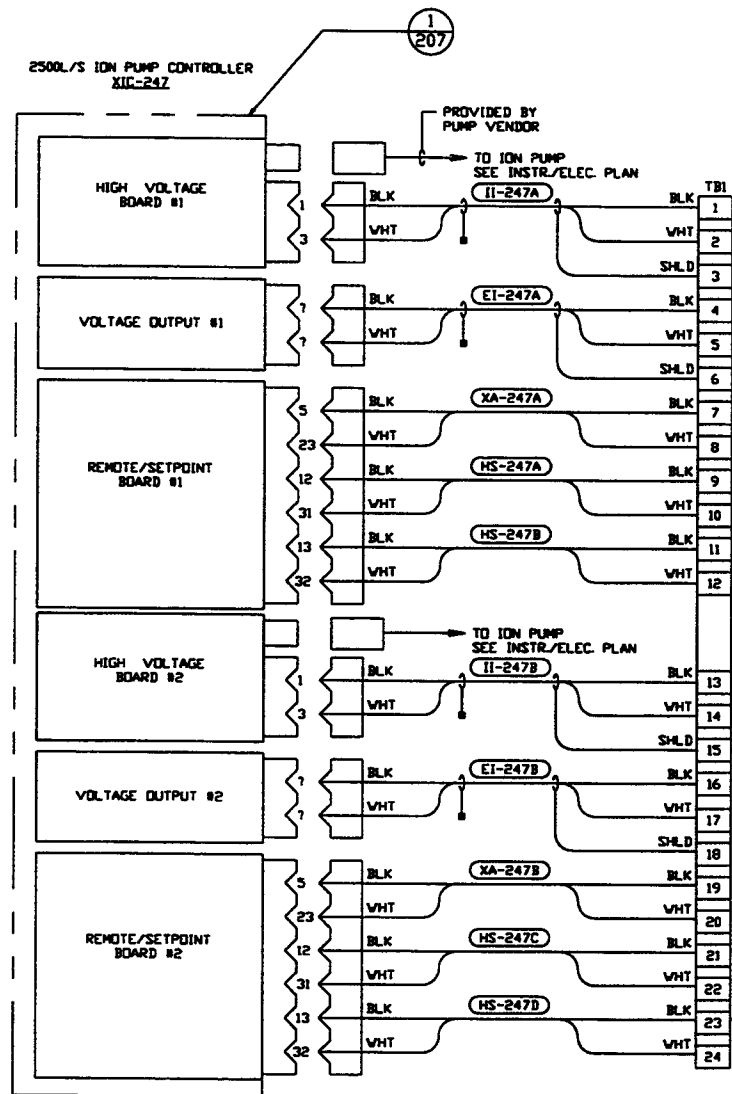 1
207
2500L/S ION PUMP CONTROLLER
XIC-247
PROVIDED BY
PUMP VENDOR
TO ION PUMP
SEE INSTR./ELEC. PLAN
TB1
HIGH VOLTAGE
BOARD #1
1 BLK II-247A BLK 1
3 WHT WHT 2
SHLD 3
VOLTAGE OUTPUT #1
? BLK EI-247A BLK 4
? WHT WHT 5
SHLD 6
REMOTE/SETPOINT
BOARD #1
5 BLK XA-247A BLK 7
23 WHT WHT 8
12 BLK HS-247A BLK 9
31 WHT WHT 10
13 BLK HS-247B BLK 11
32 WHT WHT 12
TO ION PUMP
SEE INSTR./ELEC. PLAN
HIGH VOLTAGE
BOARD #2
1 BLK II-247B BLK 13
3 WHT WHT 14
SHLD 15
VOLTAGE OUTPUT #2
? BLK EI-247B BLK 16
? WHT WHT 17
SHLD 18
REMOTE/SETPOINT
BOARD #2
5 BLK XA-247B BLK 19
23 WHT WHT 20
12 BLK HS-247C BLK 21
31 WHT WHT 22
13 BLK HS-247D BLK 23
32 WHT WHT 24